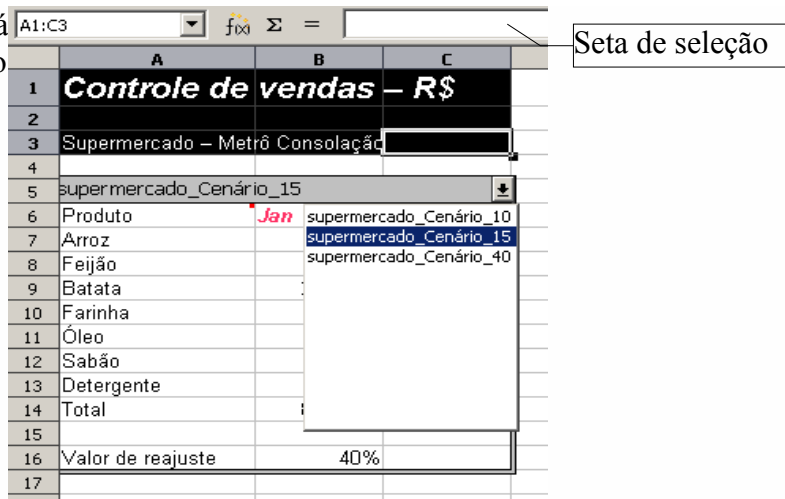 á
o
A1:C3 f(x) Σ =
Seta de seleção
A B C
1 Controle de vendas – R$
2
3 Supermercado – Metrô Consolação
4
5 supermercado_Cenário_15
6 Produto Jan supermercado_Cenário_10
7 Arroz supermercado_Cenário_15
8 Feijão supermercado_Cenário_40
9 Batata
10 Farinha
11 Óleo
12 Sabão
13 Detergente
14 Total
15
16 Valor de reajuste 40%
17